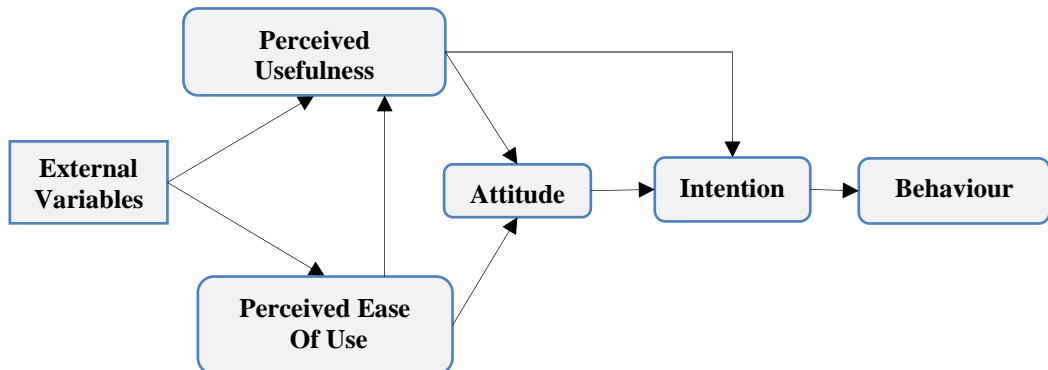 Perceived
Usefulness
External
Variables
Attitude
Intention
Behaviour
Perceived Ease
Of Use